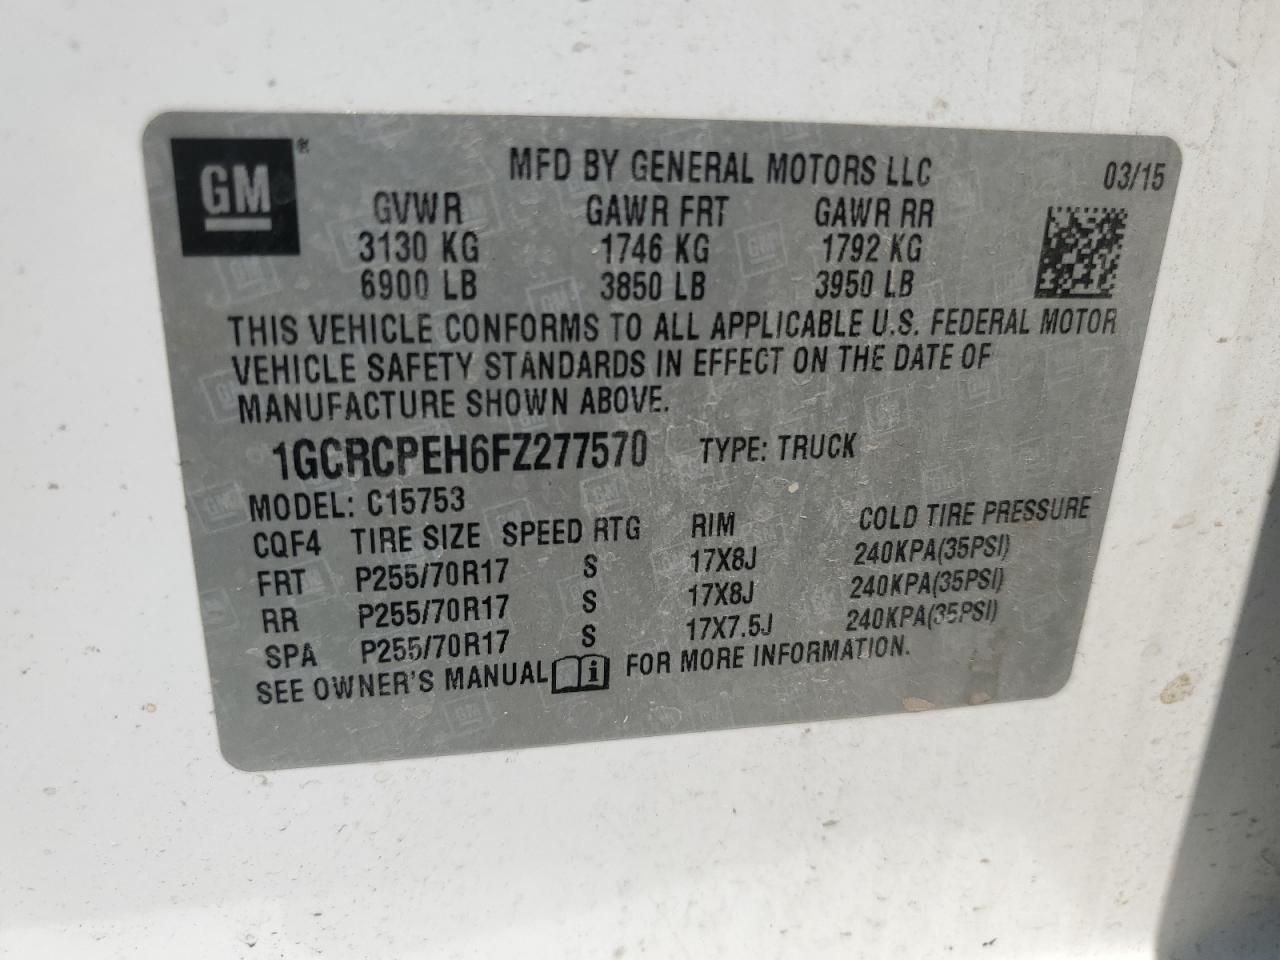 GM®
MFD BY GENERAL MOTORS LLC 03/15
GVWR GAWR FRT GAWR RR
3130 KG 1746 KG 1792 KG
6900 LB 3850 LB 3950 LB
THIS VEHICLE CONFORMS TO ALL APPLICABLE U.S. FEDERAL MOTOR
VEHICLE SAFETY STANDARDS IN EFFECT ON THE DATE OF
MANUFACTURE SHOWN ABOVE.
1GCRCPEH6FZ277570 TYPE: TRUCK
MODEL: C15753
CQF4 TIRE SIZE SPEED RTG RIM COLD TIRE PRESSURE
FRT P255/70R17 S 17X8J 240KPA(35PSI)
RR P255/70R17 S 17X8J 240KPA(35PSI)
SPA P255/70R17 S 17X7.5J 240KPA(35PSI)
SEE OWNER'S MANUAL i FOR MORE INFORMATION.